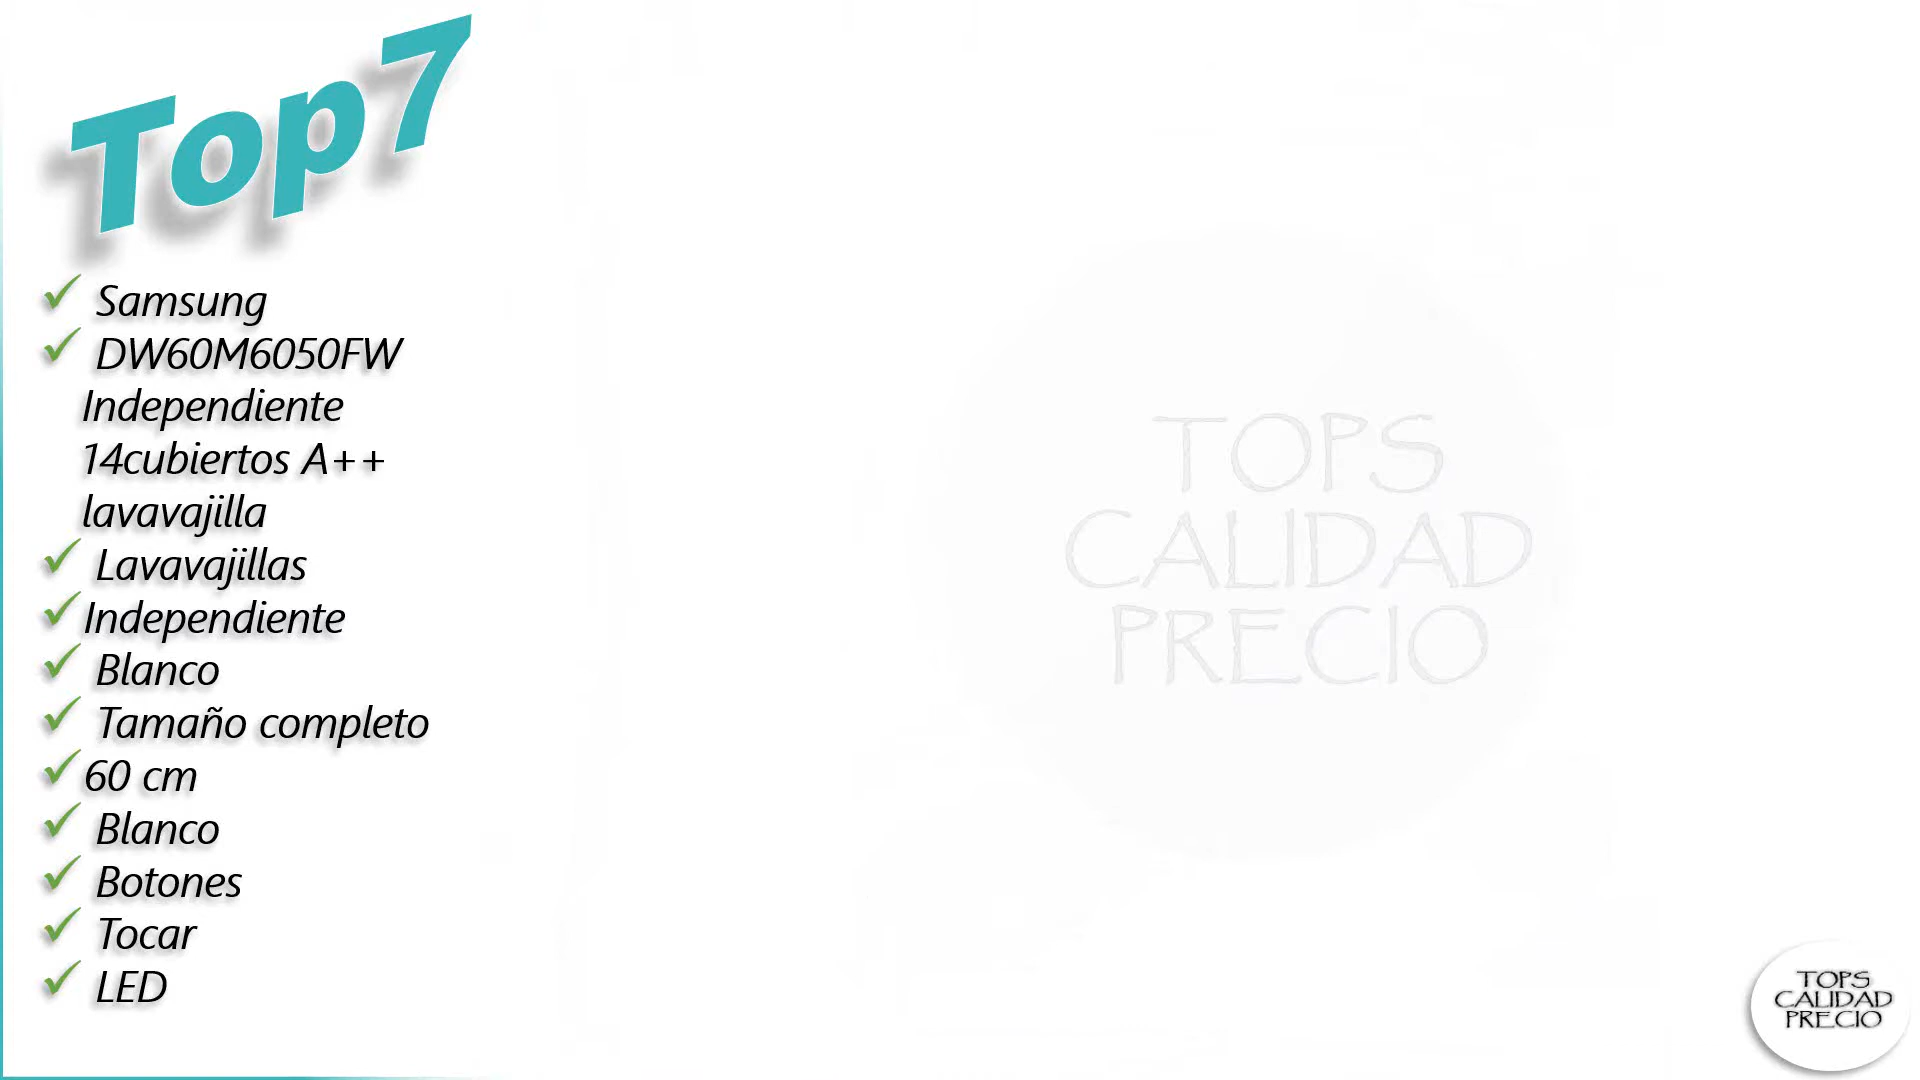 Top7
✓ Samsung
✓ DW60M6050FW
Independiente
14cubiertos A++
lavavajilla
✓ Lavavajillas
✓ Independiente
✓ Blanco
✓ Tamaño completo
✓ 60 cm
✓ Blanco
✓ Botones
✓ Tocar
✓ LED
TOPS
CALIDAD
PRECIO
TOPS
CALIDAD
PRECIO